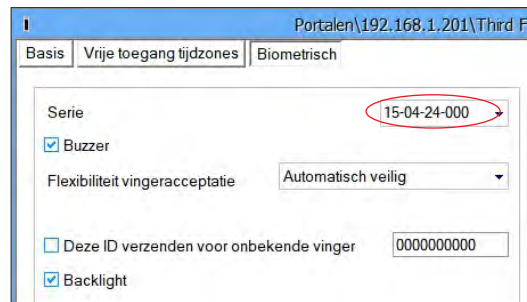 Portalen\192.168.1.201\Third F
Basis Vrije toegang tijdzones Biometrisch
Serie 15-04-24-000
Buzzer
Flexibiliteit vingeracceptatie Automatisch veilig
Deze ID verzenden voor onbekende vinger 0000000000
Backlight